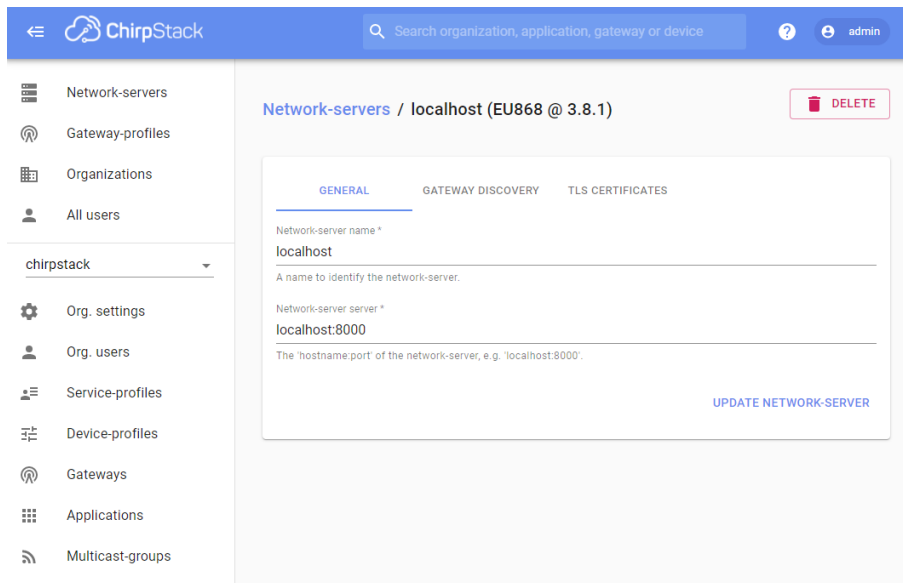 ChirpStack
Search organization, application, gateway or device
? admin
Network-servers
Gateway-profiles
Organizations
All users
chirpstack
Org. settings
Org. users
Service-profiles
Device-profiles
Gateways
Applications
Multicast-groups
Network-servers / localhost (EU868 @ 3.8.1)
DELETE
GENERAL GATEWAY DISCOVERY TLS CERTIFICATES
Network-server name *
localhost
A name to identify the network-server.
Network-server server *
localhost:8000
The 'hostname:port' of the network-server, e.g. 'localhost:8000'.
UPDATE NETWORK-SERVER